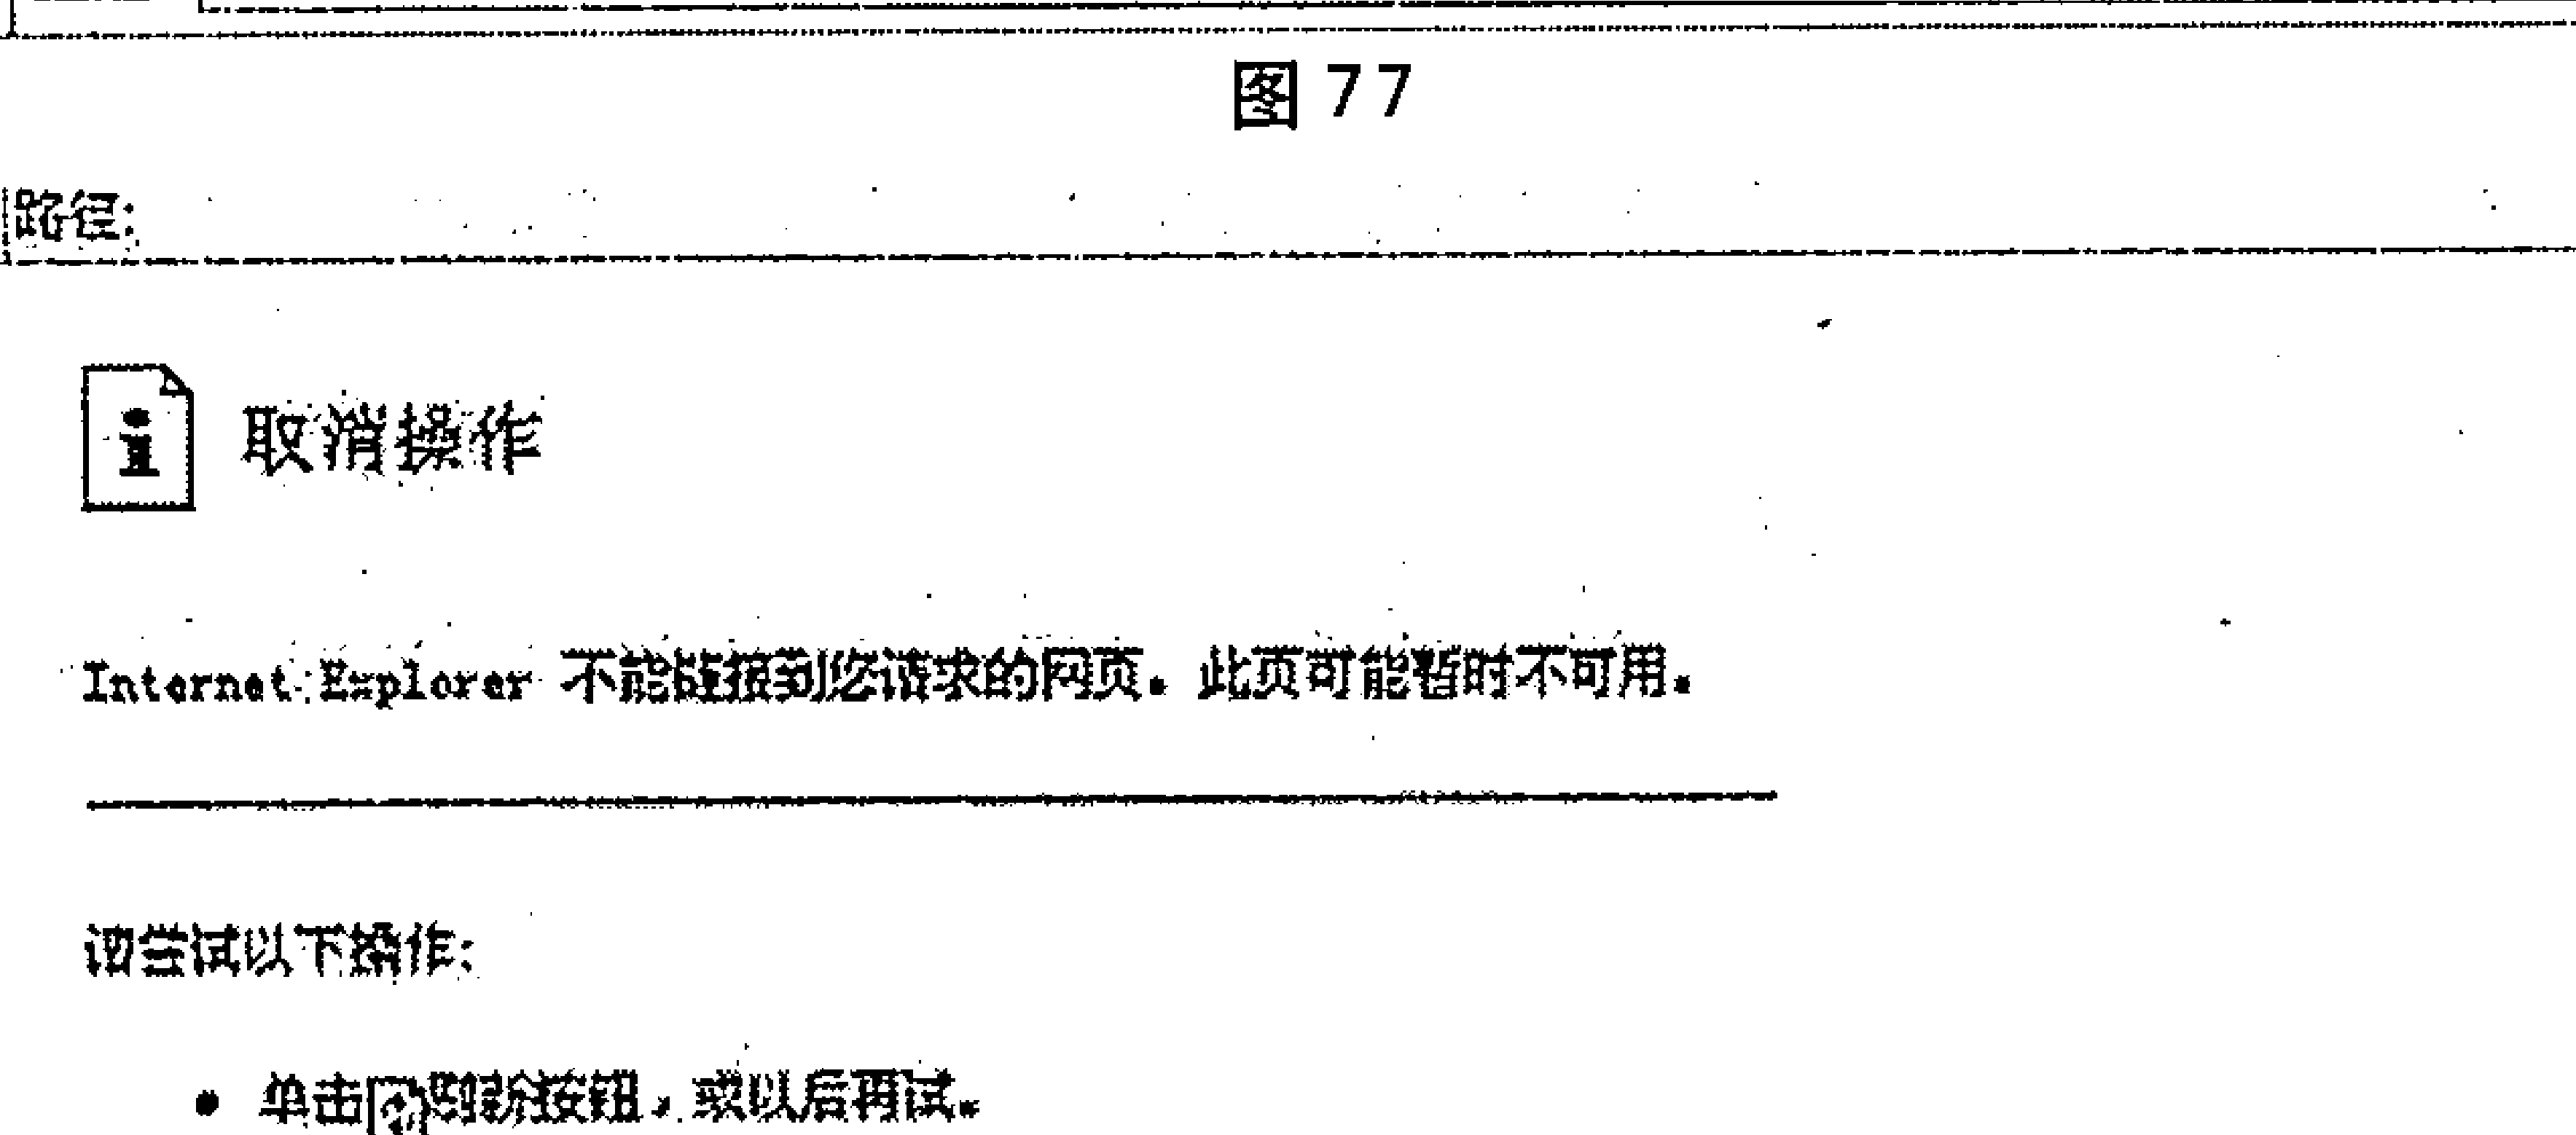 图 77
路径:
取消操作
Internet Explorer 不能链接到您请求的网页。此页可能暂时不可用。
请尝试以下操作:
单击 刷新按钮，或以后再试。